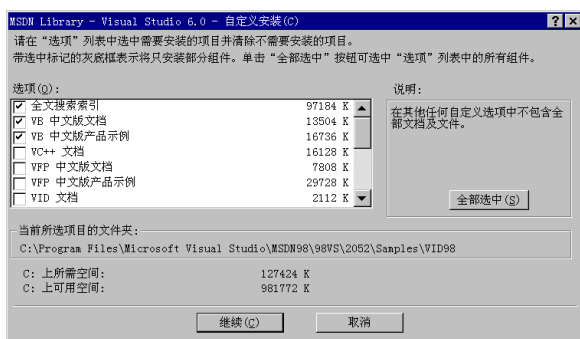 MSDN Library - Visual Studio 6.0 - 自定义安装(C)
请在“选项”列表中选中需要安装的项目并清除不需要安装的项目。
带选中标记的灰底框表示将只安装部分组件。单击“全部选中”按钮可选中“选项”列表中的所有组件。
选项(O):
全文搜索索引 97184 K
VB 中文版文档 13504 K
VB 中文版产品示例 16736 K
VC++ 文档 16128 K
VFP 中文版文档 7808 K
VFP 中文版产品示例 29728 K
VID 文档 2112 K
说明:
在其他任何自定义选项中不包含全
部文档及文件。
全部选中(S)
当前所选项目的文件夹:
C:\Program Files\Microsoft Visual Studio\MSDN98\98VS\2052\Samples\VID98
C: 上所需空间: 127424 K
C: 上可用空间: 981772 K
继续(C)
取消